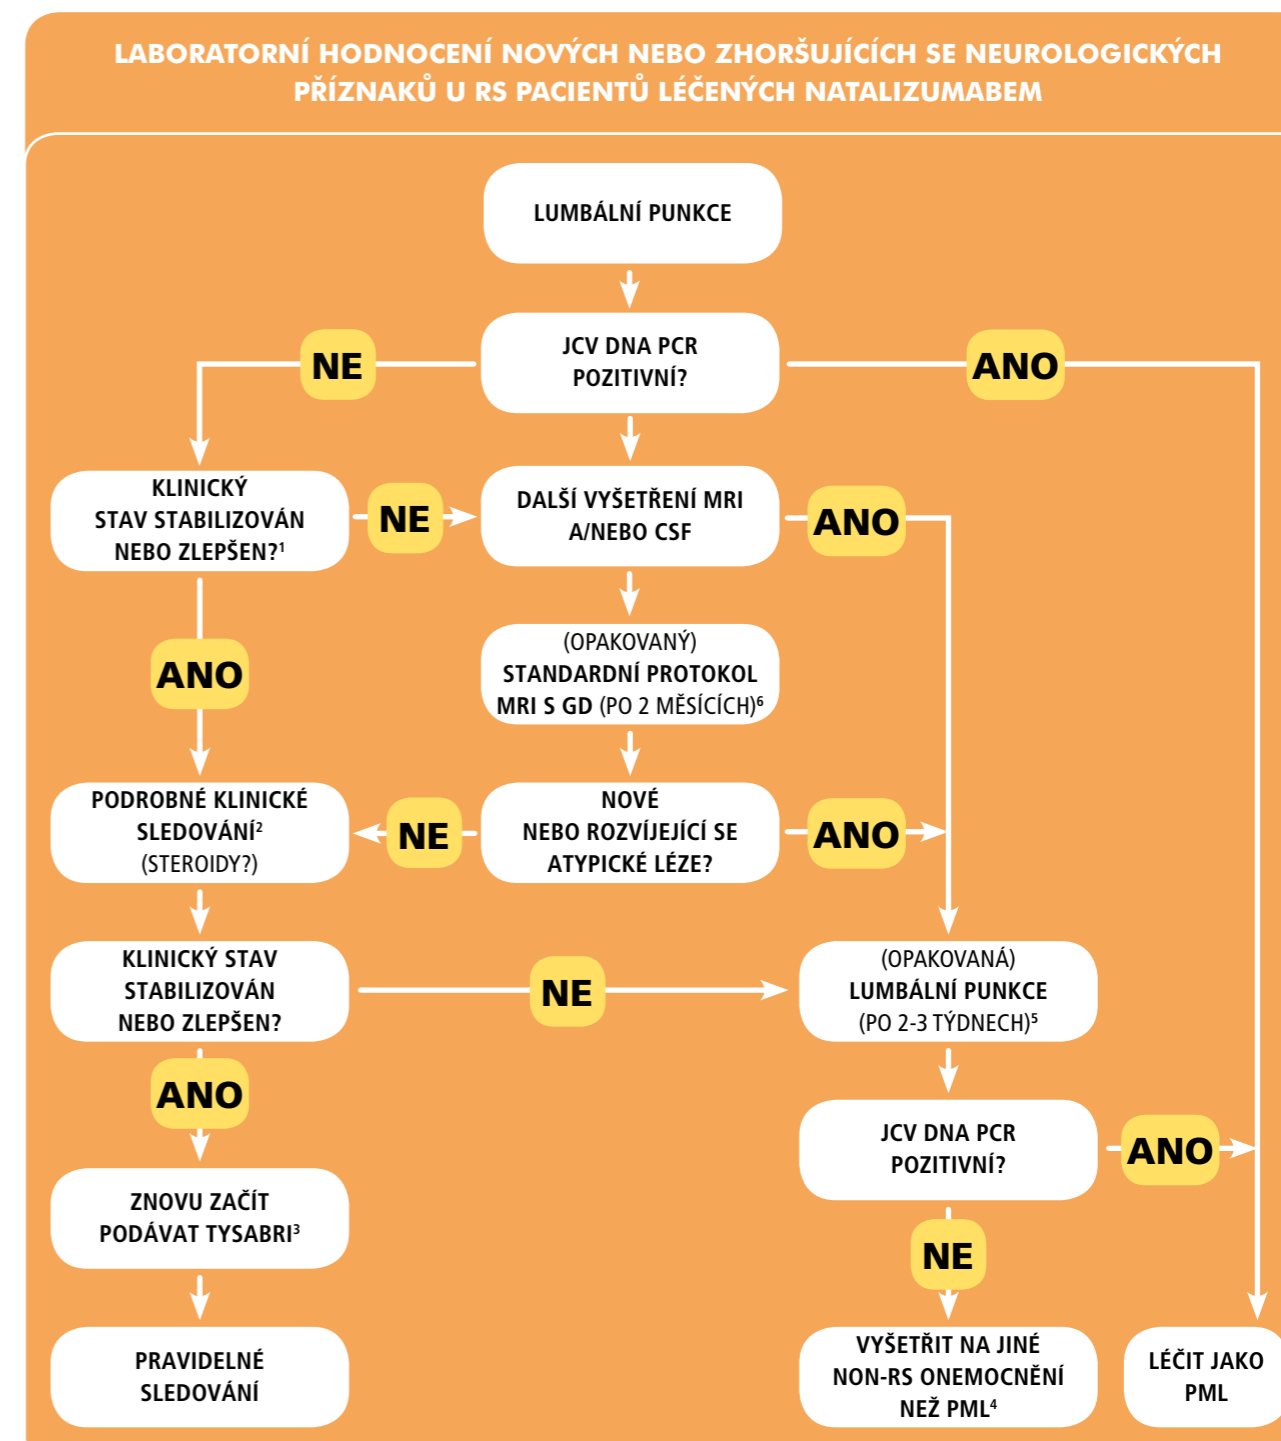 LABORATORNÍ HODNOCENÍ NOVÝCH NEBO ZHORŠUJÍCÍCH SE NEUROLOGICKÝCH
PŘÍZNAKŮ U RS PACIENTŮ LÉČENÝCH NATALIZUMABEM
LUMBÁLNÍ PUNKCE
JCV DNA PCR
POZITIVNÍ?
NE
ANO
KLINICKÝ
STAV STABILIZOVÁN
NEBO ZLEPŠEN?¹
NE
DALŠÍ VYŠETŘENÍ MRI
A/NEBO CSF
ANO
ANO
(OPAKOVANÝ)
STANDARDNÍ PROTOKOL
MRI S GD (PO 2 MĚSÍCÍCH)⁶
PODROBNÉ KLINICKÉ
SLEDOVÁNÍ²
(STEROIDY?)
NE
NOVÉ
NEBO ROZVÍJEJÍCÍ SE
ATYPICKÉ LÉZE?
ANO
KLINICKÝ STAV
STABILIZOVÁN
NEBO ZLEPŠEN?
NE
(OPAKOVANÁ)
LUMBÁLNÍ PUNKCE
(PO 2-3 TÝDNECH)⁵
ANO
JCV DNA PCR
POZITIVNÍ?
ANO
ZNOVU ZAČÍT
PODÁVAT TYSABRI³
NE
PRAVIDELNÉ
SLEDOVÁNÍ
VYŠETŘIT NA JINÉ
NON-RS ONEMOCNĚNÍ
NEŽ PML⁴
LÉČIT JAKO
PML